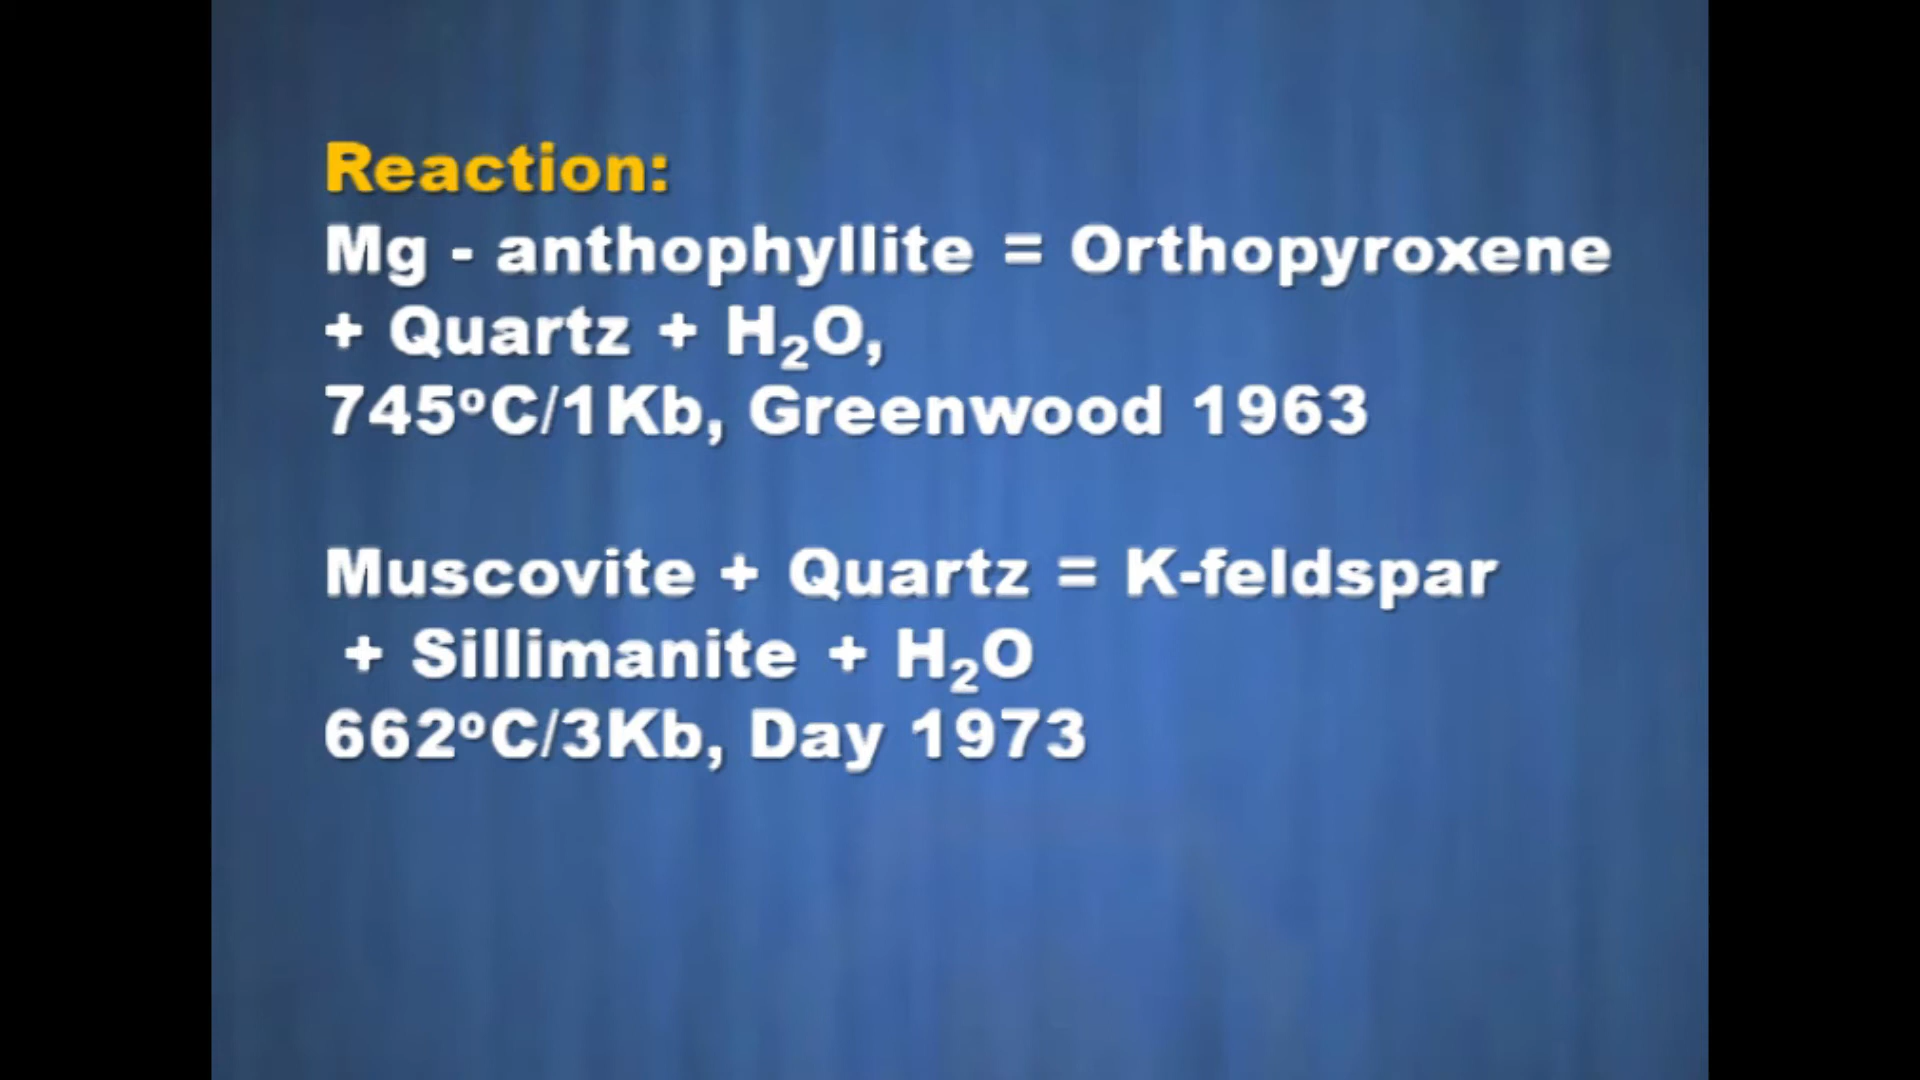 Reaction:
Mg - anthophyllite = Orthopyroxene
+ Quartz + H₂O,
745ºC/1Kb, Greenwood 1963
Muscovite + Quartz = K-feldspar
+ Sillimanite + H₂O
662ºC/3Kb, Day 1973